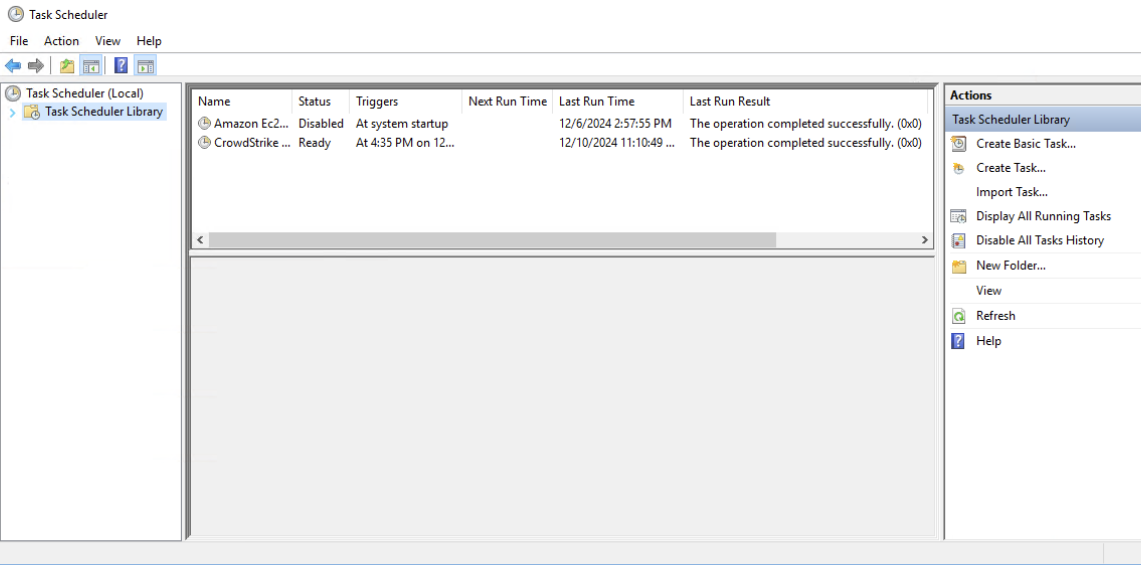 Task Scheduler
File Action View Help
Task Scheduler (Local)
Task Scheduler Library
Name Status Triggers Next Run Time Last Run Time Last Run Result
Amazon Ec2... Disabled At system startup 12/6/2024 2:57:55 PM The operation completed successfully. (0x0)
CrowdStrike ... Ready At 4:35 PM on 12... 12/10/2024 11:10:49 ... The operation completed successfully. (0x0)
Actions
Task Scheduler Library
Create Basic Task...
Create Task...
Import Task...
Display All Running Tasks
Disable All Tasks History
New Folder...
View
Refresh
Help